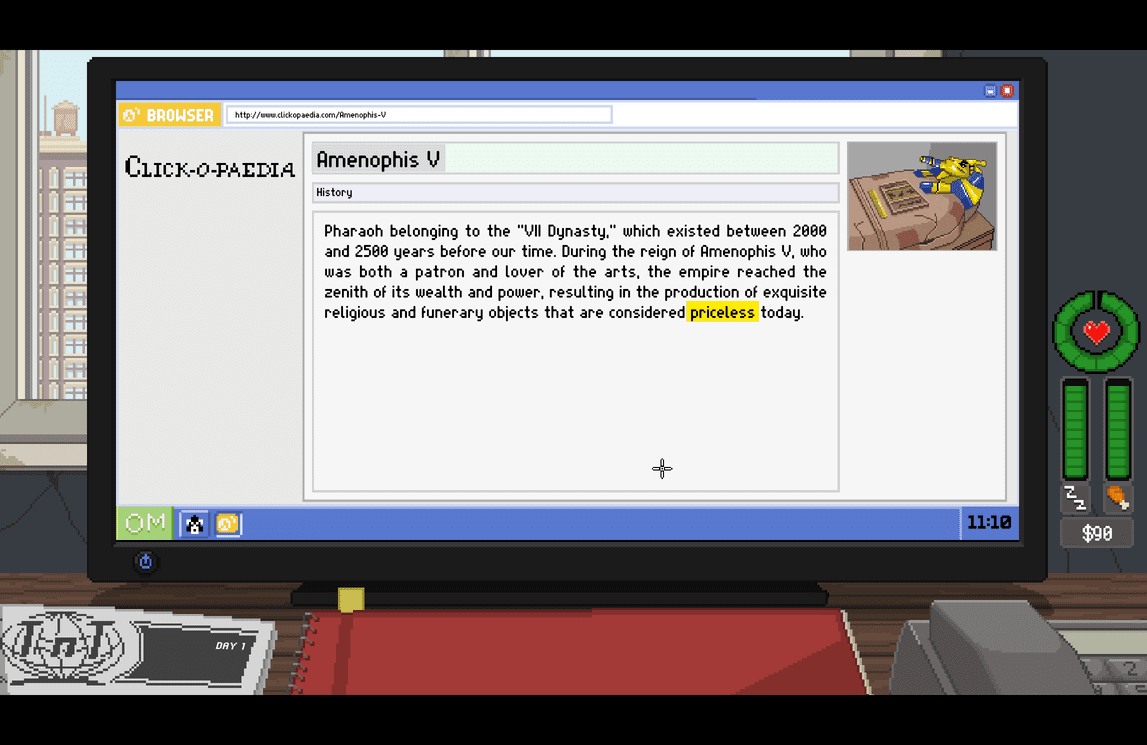 BROWSER http://www.clickopaedia.com/Amenophis-V
CLICK-O-PAEDIA
Amenophis V
History
Pharaoh belonging to the "VII Dynasty," which existed between 2000
and 2500 years before our time. During the reign of Amenophis V, who
was both a patron and lover of the arts, the empire reached the
zenith of its wealth and power, resulting in the production of exquisite
religious and funerary objects that are considered priceless today.
OM
11:10
ZZZ
$90
TnT
DAY 1
2